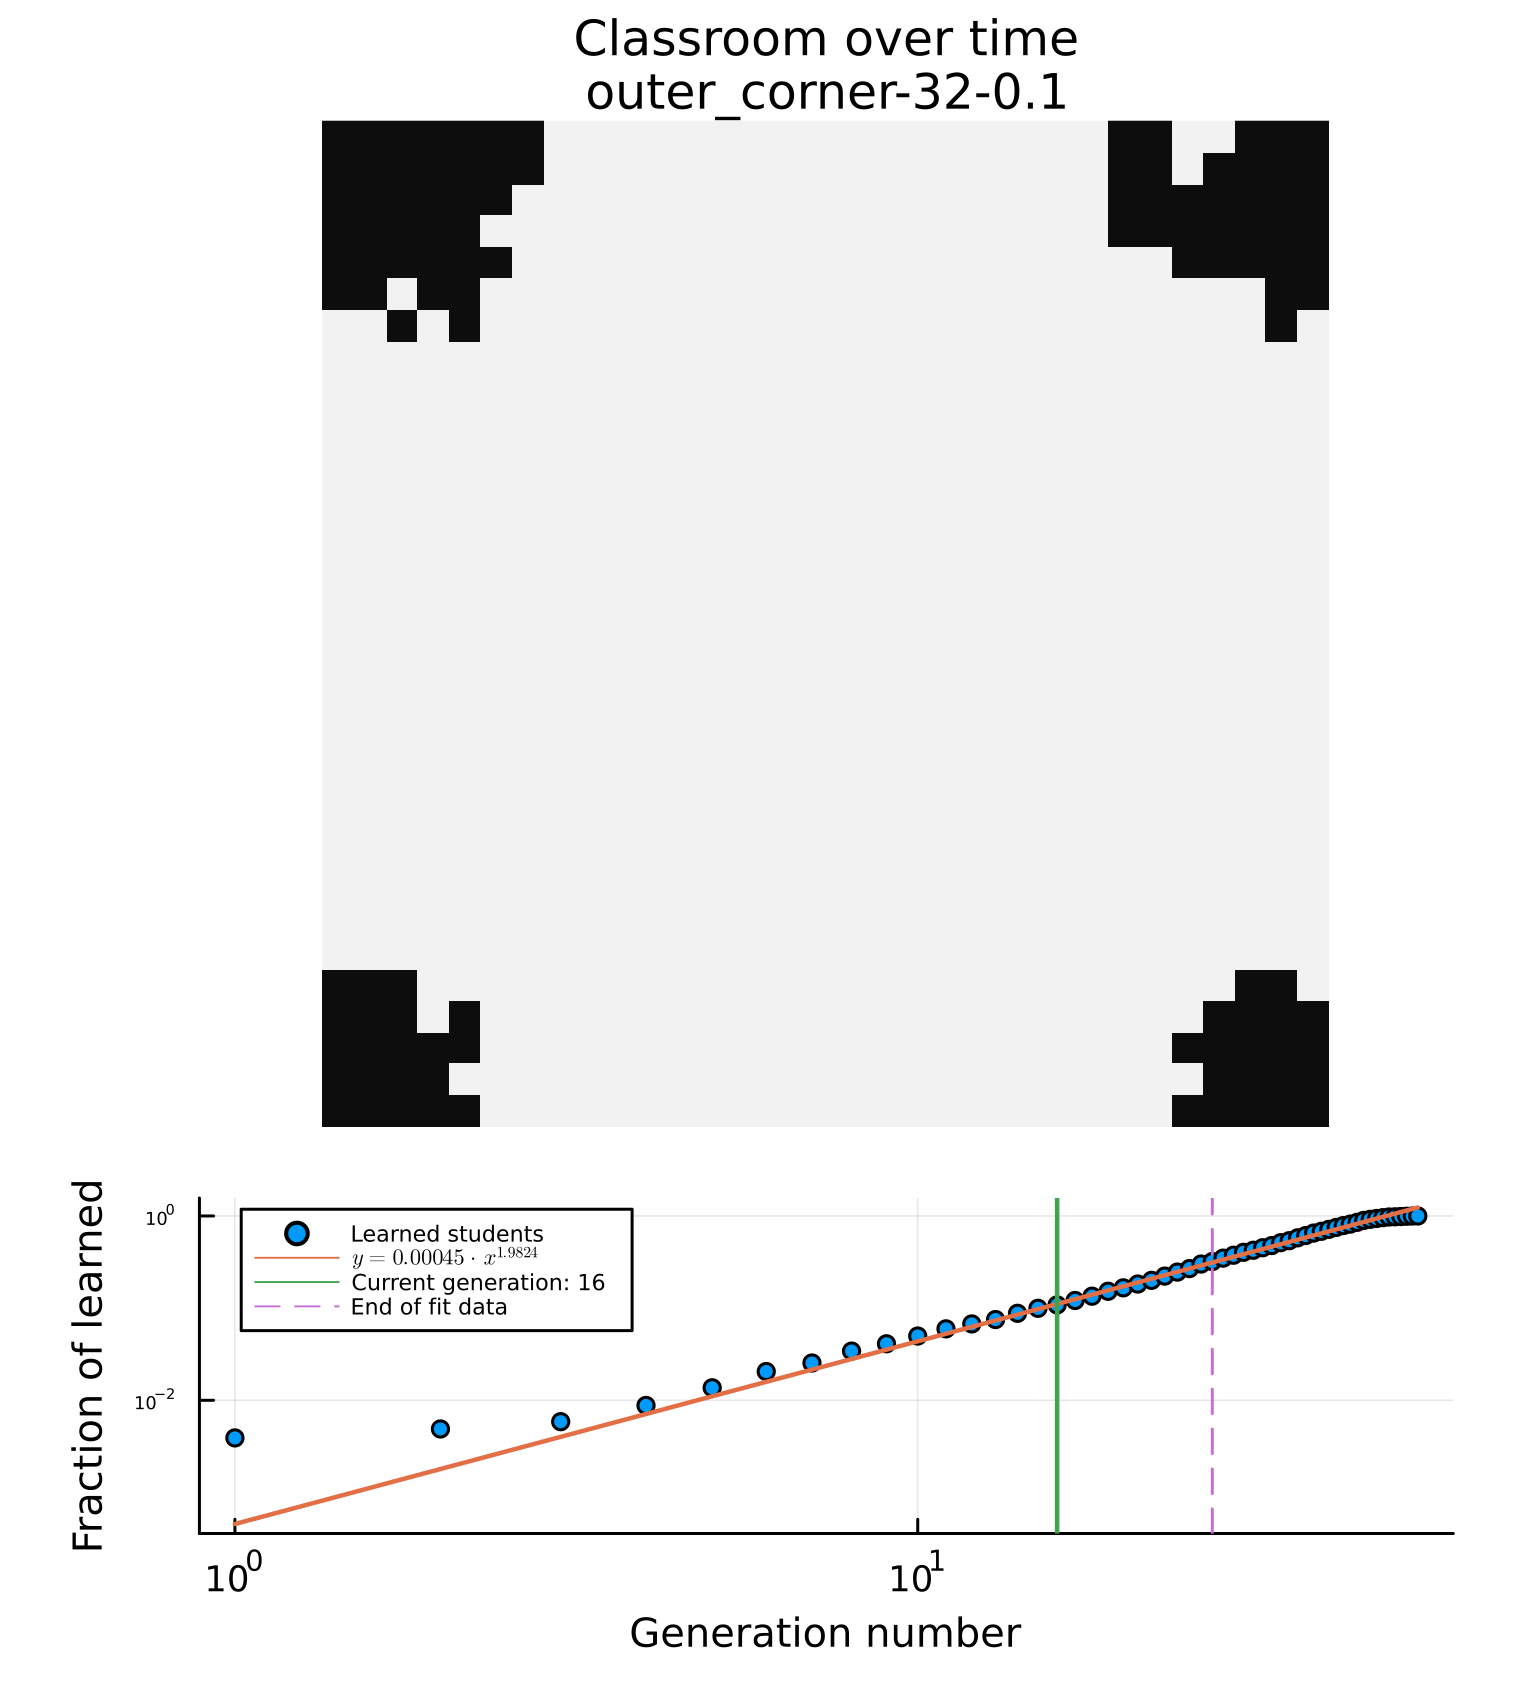 Classroom over time
outer_corner-32-0.1
10^0
10^-2
Fraction of learned
Learned students
y = 0.00045 · x^1.9824
Current generation: 16
End of fit data
10^0
10^1
Generation number